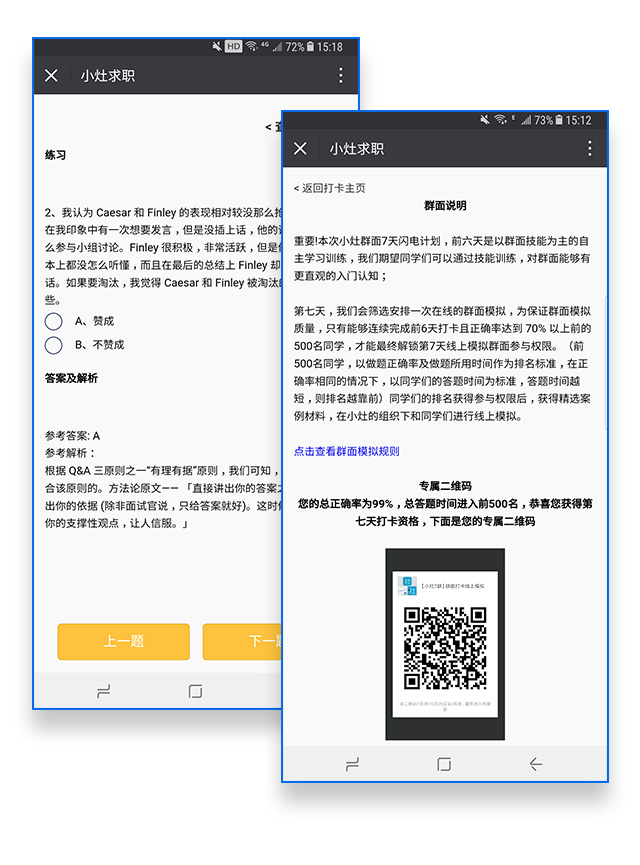 HD 4G 72% 15:18
小灶求职
< 查
练习
2、我认为 Caesar 和 Finley 的表现相对较没那么抢
在我印象中有一次想要发言，但是没插上话，他的
么参与小组讨论。Finley 很积极，非常活跃，但是
本上都没怎么听懂，而且在最后的总结上 Finley 却
话。如果要淘汰，我觉得 Caesar 和 Finley 被淘汰的
些。
A、赞成
B、不赞成
答案及解析
参考答案: A
参考解析：
根据 Q&A 三原则之一“有理有据”原则，我们可知，
合该原则的。方法论原文—— 「直接讲出你的答案
出你的依据 (除非面试官说，只给答案就好)。这时
你的支撑性观点，让人信服。」
上一题
下一题
E 73% 15:12
小灶求职
< 返回打卡主页
群面说明
重要!本次小灶群面7天闪电计划，前六天是以群面技能为主的自
主学习训练，我们期望同学们可以通过技能训练，对群面能够有
更直观的入门认知；
第七天，我们会筛选安排一次在线的群面模拟，为保证群面模拟
质量，只有能够连续完成前6天打卡且正确率达到 70% 以上前的
500名同学，才能最终解锁第7天线上模拟群面参与权限。（前
500名同学，以做题正确率及做题所用时间作为排名标准，在正
确率相同的情况下，以同学们的答题时间为标准，答题时间越
短，则排名越靠前）同学们的排名获得参与权限后，获得精选案
例材料，在小灶的组织下和同学们进行线上模拟。
点击查看群面模拟规则
专属二维码
您的总正确率为99%，总答题时间进入前500名，恭喜您获得第
七天打卡资格，下面是您的专属二维码
【小灶7群】群面打卡线上模拟